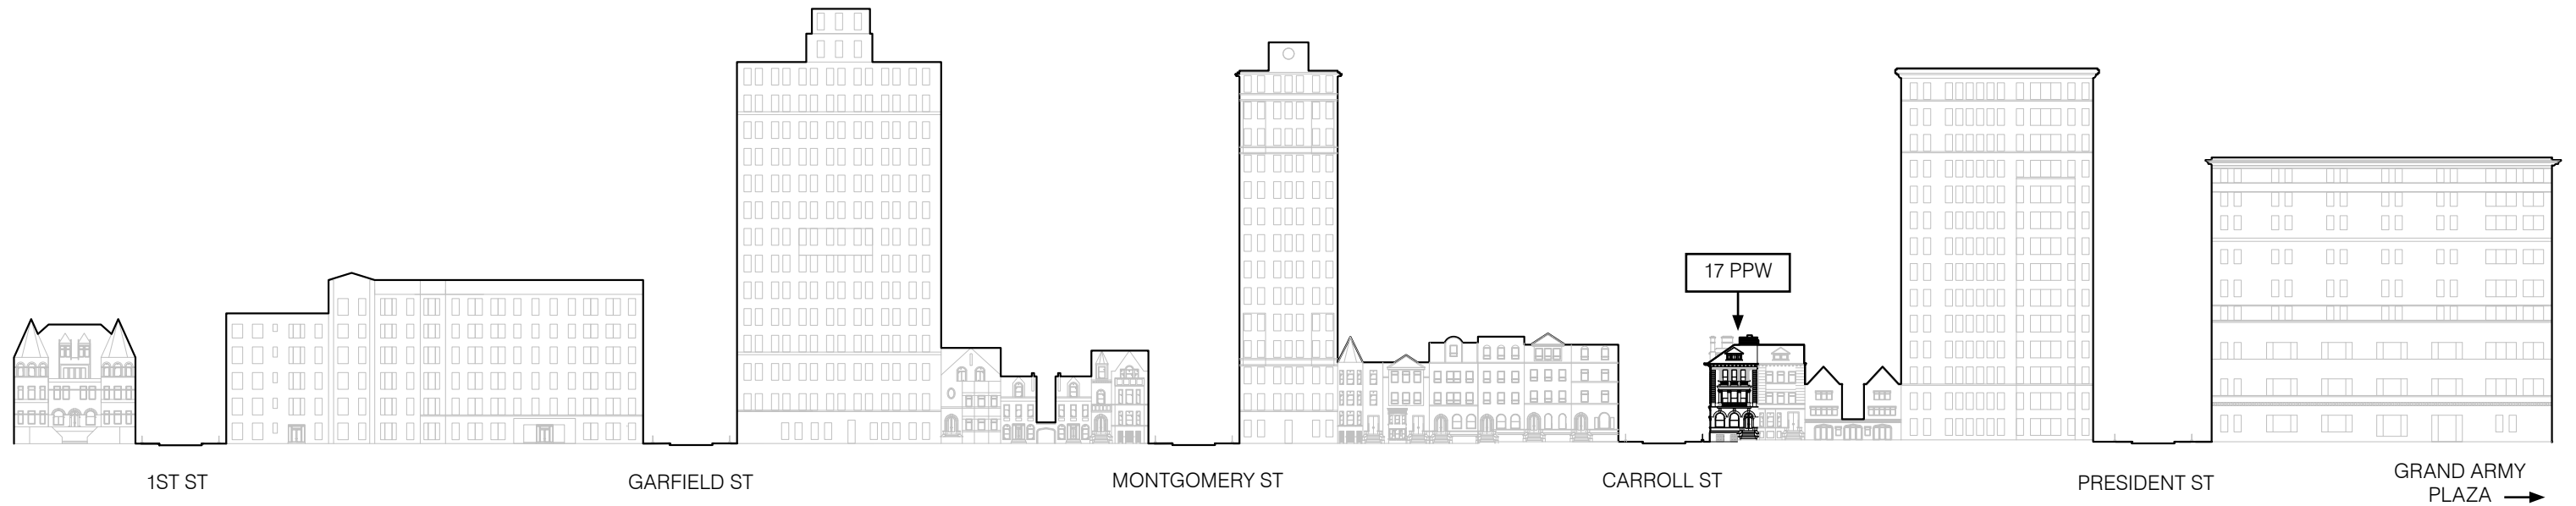 17 PPW
1ST ST
GARFIELD ST
MONTGOMERY ST
CARROLL ST
PRESIDENT ST
GRAND ARMY
PLAZA